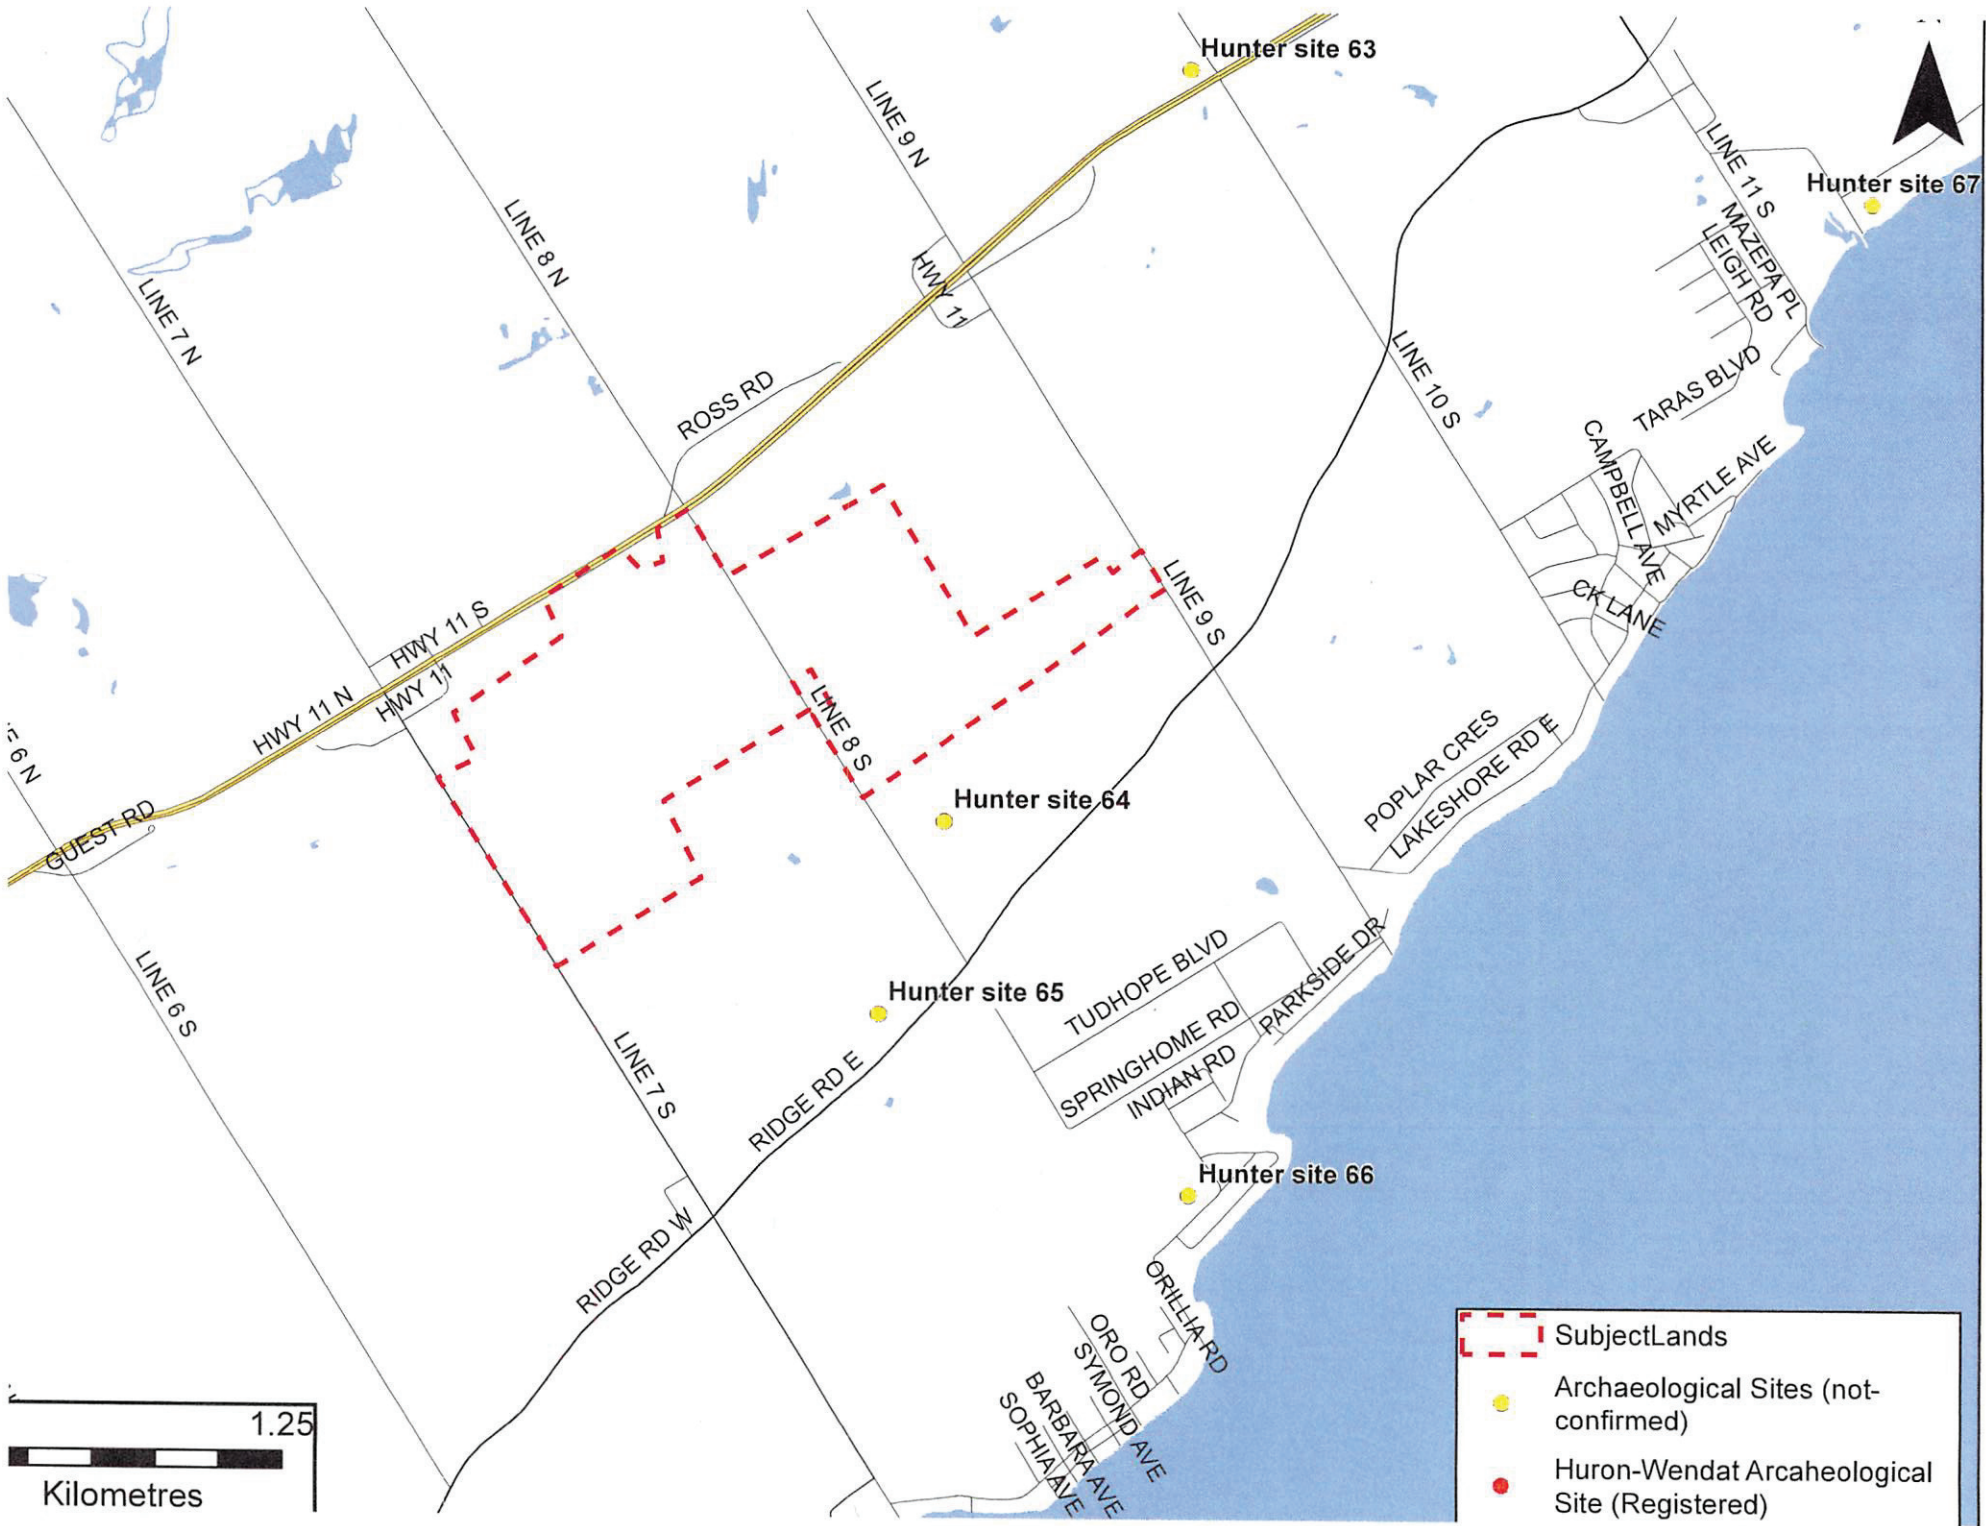 Hunter site 63
LINE 9 N
LINE 11 S
Hunter site 67
MAZEPA PL
LEIGH RD
LINE 8 N
HWY 11
LINE 7 N
LINE 10 S
TARAS BLVD
ROSS RD
CAMPBELL AVE
MYRTLE AVE
CK LANE
LINE 9 S
HWY 11 S
HWY 11
HWY 11 N
6 N
LINE 8 S
POPLAR CRES
LAKESHORE RD E
Hunter site 64
GUEST RD
LINE 6 S
TUDHOPE BLVD
PARKSIDE DR
Hunter site 65
SPRINGHOME RD
INDIAN RD
LINE 7 S
RIDGE RD E
Hunter site 66
RIDGE RD W
ORILLIA RD
ORO RD
SYMOND AVE
BARBARA AVE
SOPHIA AVE
1.25
Kilometres
SubjectLands
Archaeological Sites (not-
confirmed)
Huron-Wendat Arcaheological
Site (Registered)